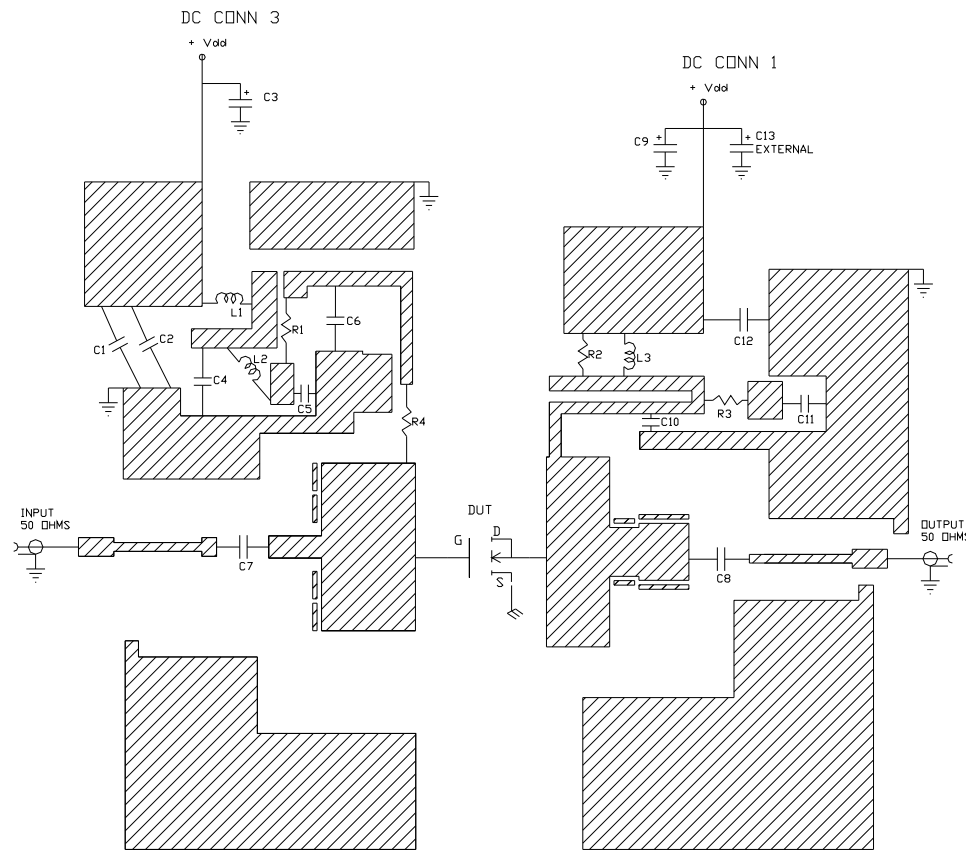 DC CONN 3
+ Vdd
+
C3
DC CONN 1
+ Vdd
C9
+
+
C13
EXTERNAL
L1
R1
C6
C1
C2
L2
C4
C5
R4
R2
L3
C12
R3
C10
C11
INPUT
50 OHMS
C7
DUT
G
D
S
C8
OUTPUT
50 OHMS